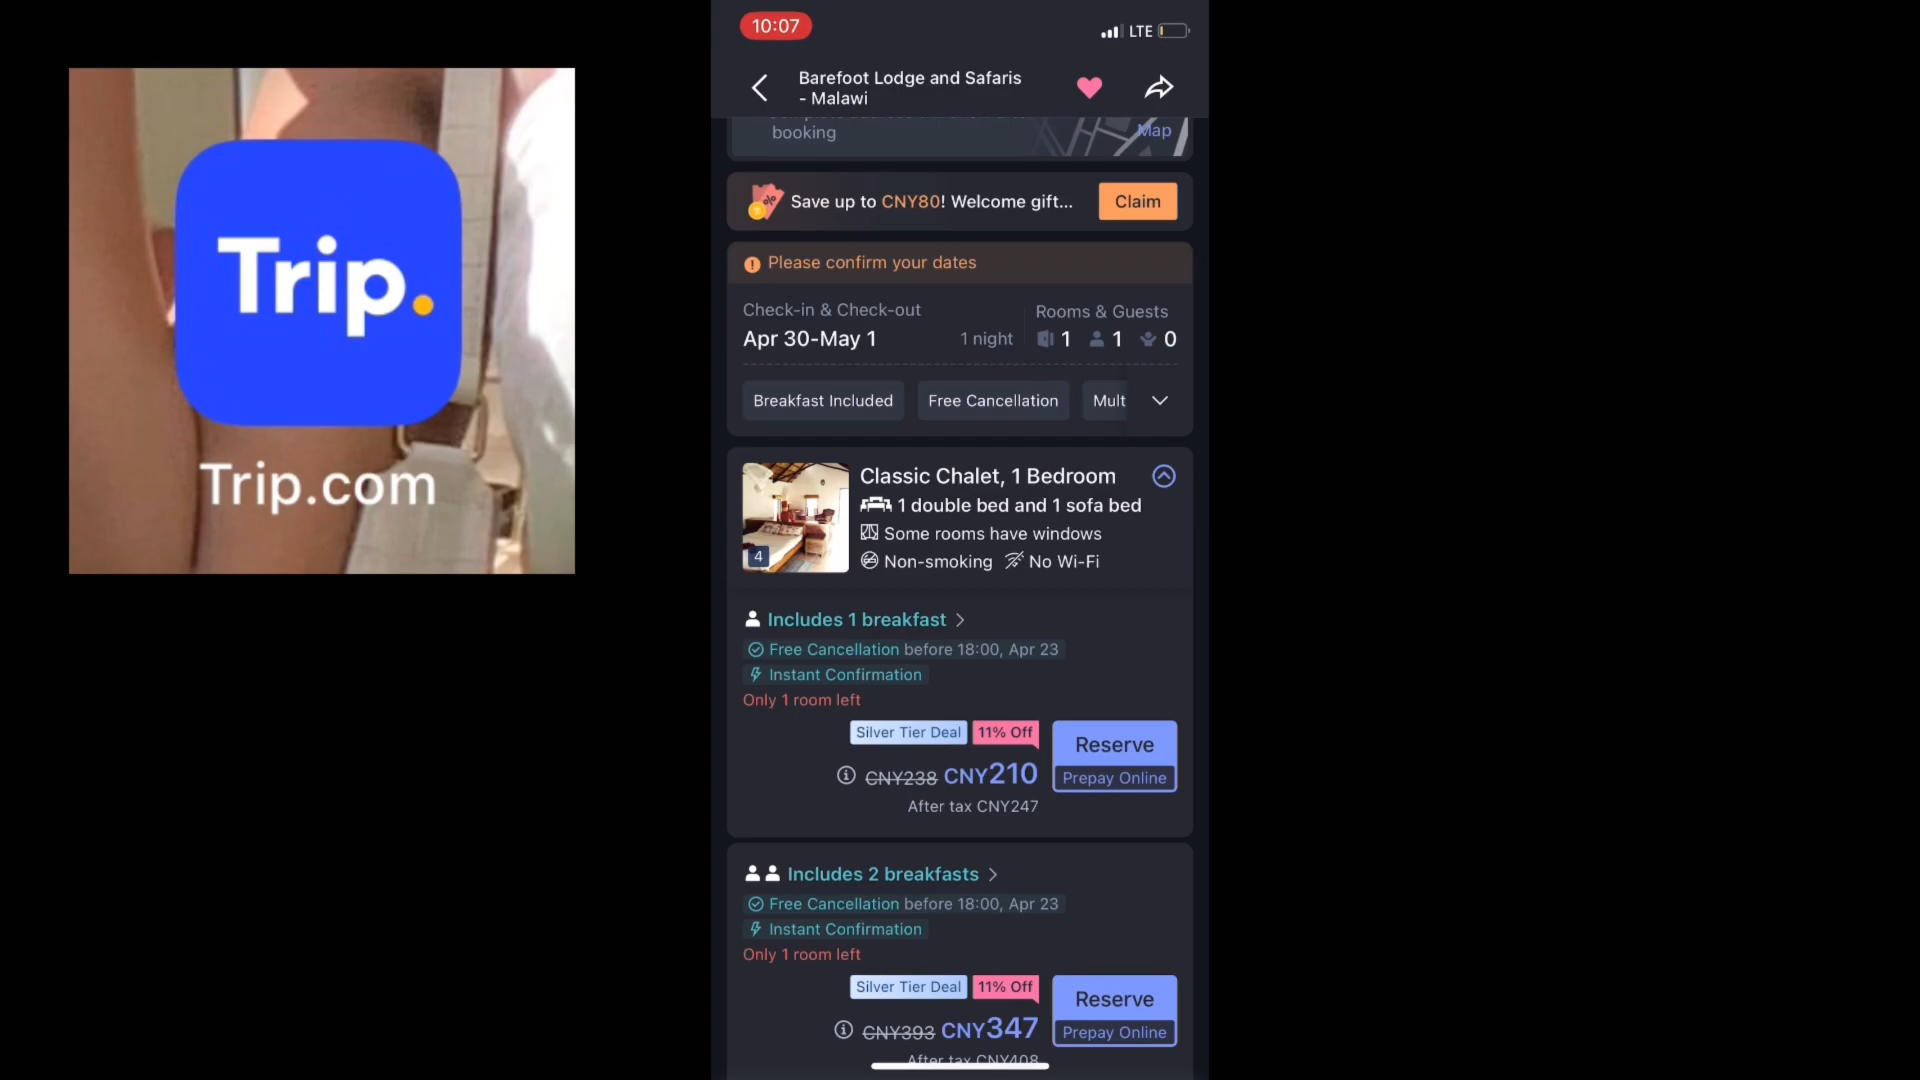 Trip.
Trip.com
10:07
LTE
Barefoot Lodge and Safaris
- Malawi
booking
Map
Save up to CNY80! Welcome gift...
Claim
Please confirm your dates
Check-in & Check-out
Rooms & Guests
Apr 30-May 1
1 night
1
1
0
Breakfast Included
Free Cancellation
Mult
Classic Chalet, 1 Bedroom
1 double bed and 1 sofa bed
Some rooms have windows
4
Non-smoking
No Wi-Fi
Includes 1 breakfast >
Free Cancellation before 18:00, Apr 23
Instant Confirmation
Only 1 room left
Silver Tier Deal
11% Off
Reserve
CNY238 CNY210
Prepay Online
After tax CNY247
Includes 2 breakfasts >
Free Cancellation before 18:00, Apr 23
Instant Confirmation
Only 1 room left
Silver Tier Deal
11% Off
Reserve
CNY393 CNY347
Prepay Online
After tax CNY408